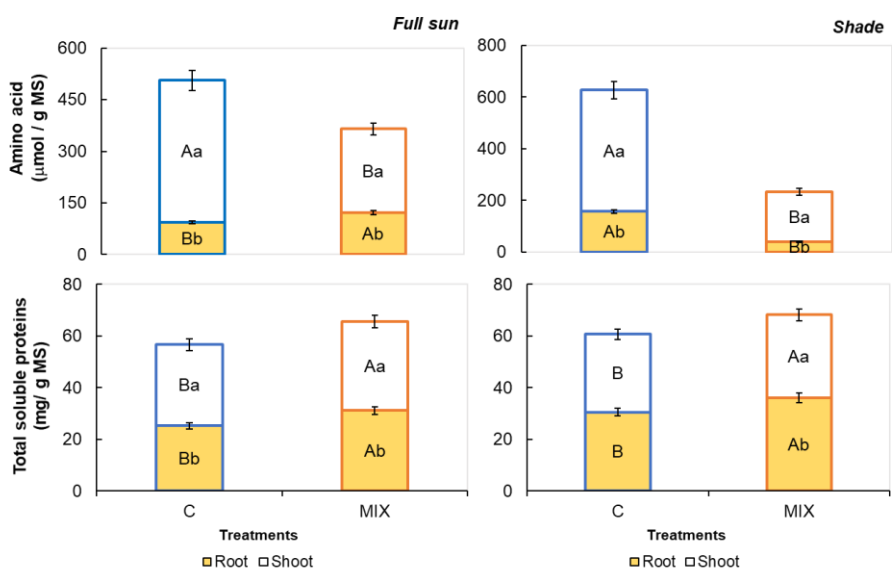 Full sun
Shade
Amino acid
(µmol / g MS)
600
450
300
150
0
Aa
Bb
Ba
Ab
800
600
400
200
0
Aa
Ab
Ba
Bb
Total soluble proteins
(mg/ g MS)
80
60
40
20
0
Ba
Bb
Aa
Ab
C
MIX
Treatments
Root Shoot
80
60
40
20
0
B
B
Aa
Ab
C
MIX
Treatments
Root Shoot